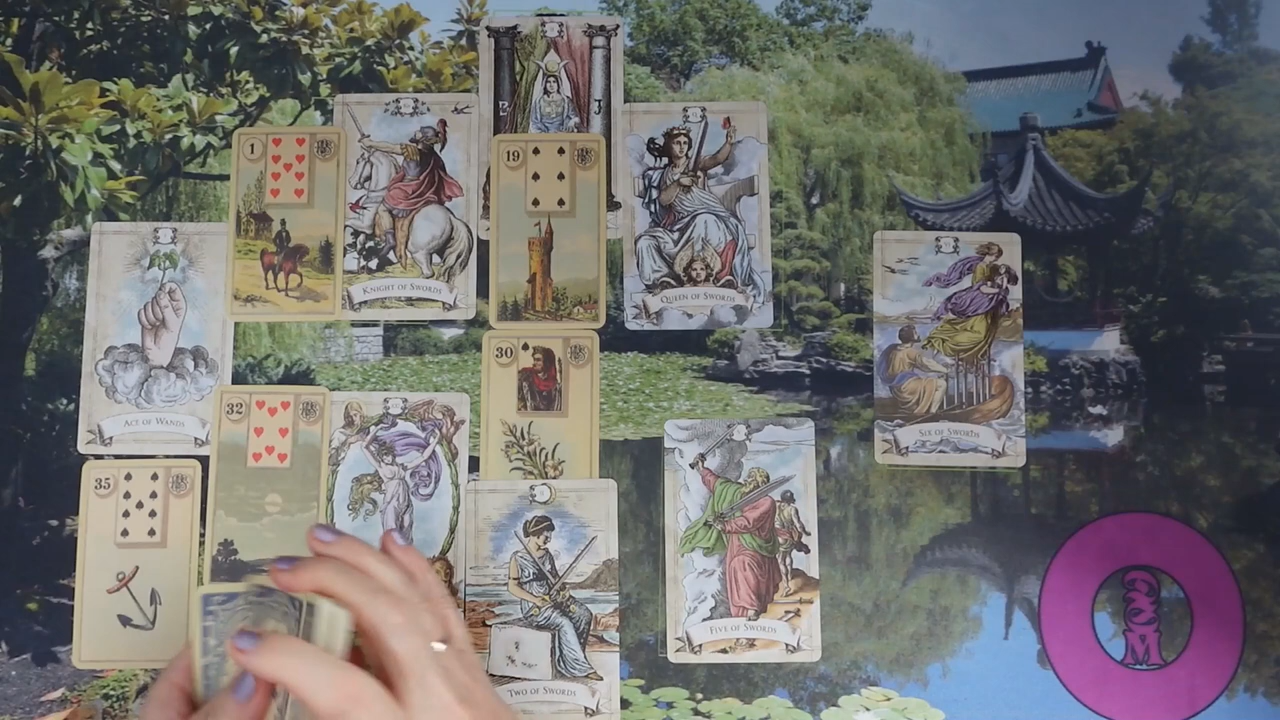 B J
1
KNIGHT OF SWORDS
19
QUEEN OF SWORDS
ACE OF WANDS
30
SIX OF SWORDS
32
35
FIVE OF SWORDS
TWO OF SWORDS